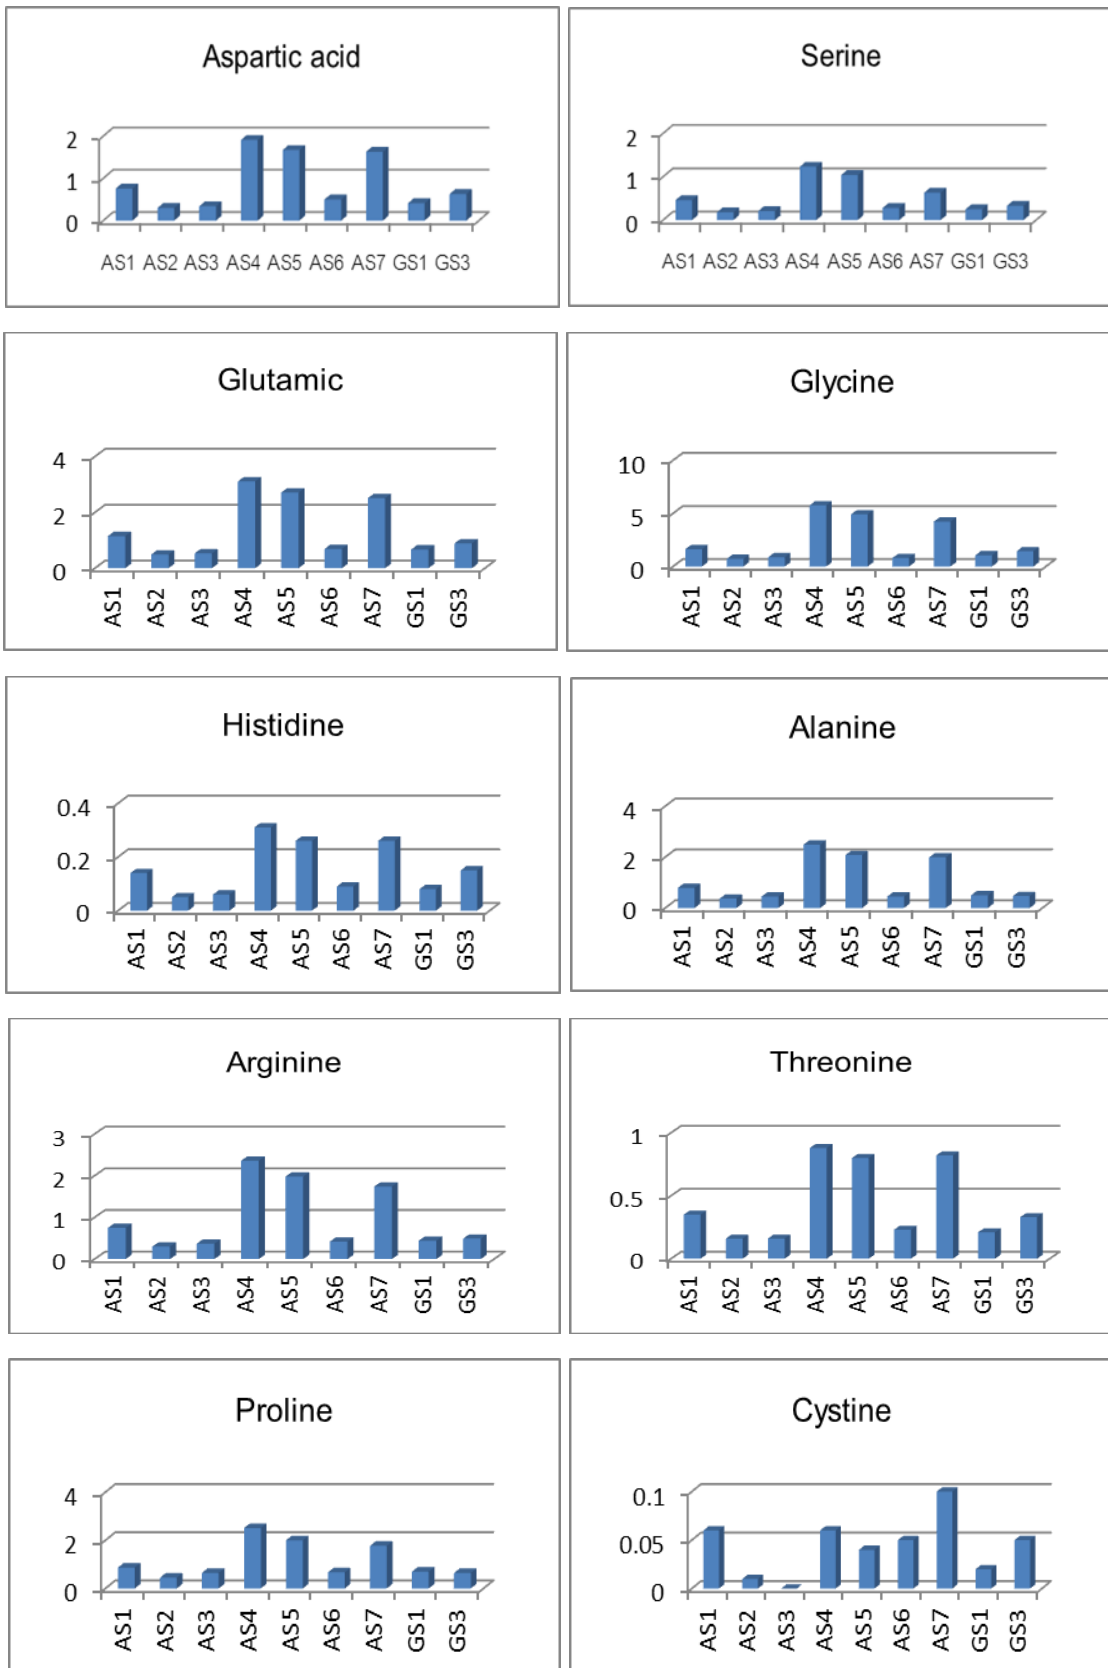 Aspartic acid
2
1
0
AS1 AS2 AS3 AS4 AS5 AS6 AS7 GS1 GS3
Serine
2
1
0
AS1 AS2 AS3 AS4 AS5 AS6 AS7 GS1 GS3
Glutamic
4
2
0
AS1 AS2 AS3 AS4 AS5 AS6 AS7 GS1 GS3
Glycine
10
5
0
AS1 AS2 AS3 AS4 AS5 AS6 AS7 GS1 GS3
Histidine
0.4
0.2
0
AS1 AS2 AS3 AS4 AS5 AS6 AS7 GS1 GS3
Alanine
4
2
0
AS1 AS2 AS3 AS4 AS5 AS6 AS7 GS1 GS3
Arginine
3
2
1
0
AS1 AS2 AS3 AS4 AS5 AS6 AS7 GS1 GS3
Threonine
1
0.5
0
AS1 AS2 AS3 AS4 AS5 AS6 AS7 GS1 GS3
Proline
4
2
0
AS1 AS2 AS3 AS4 AS5 AS6 AS7 GS1 GS3
Cystine
0.1
0.05
0
AS1 AS2 AS3 AS4 AS5 AS6 AS7 GS1 GS3